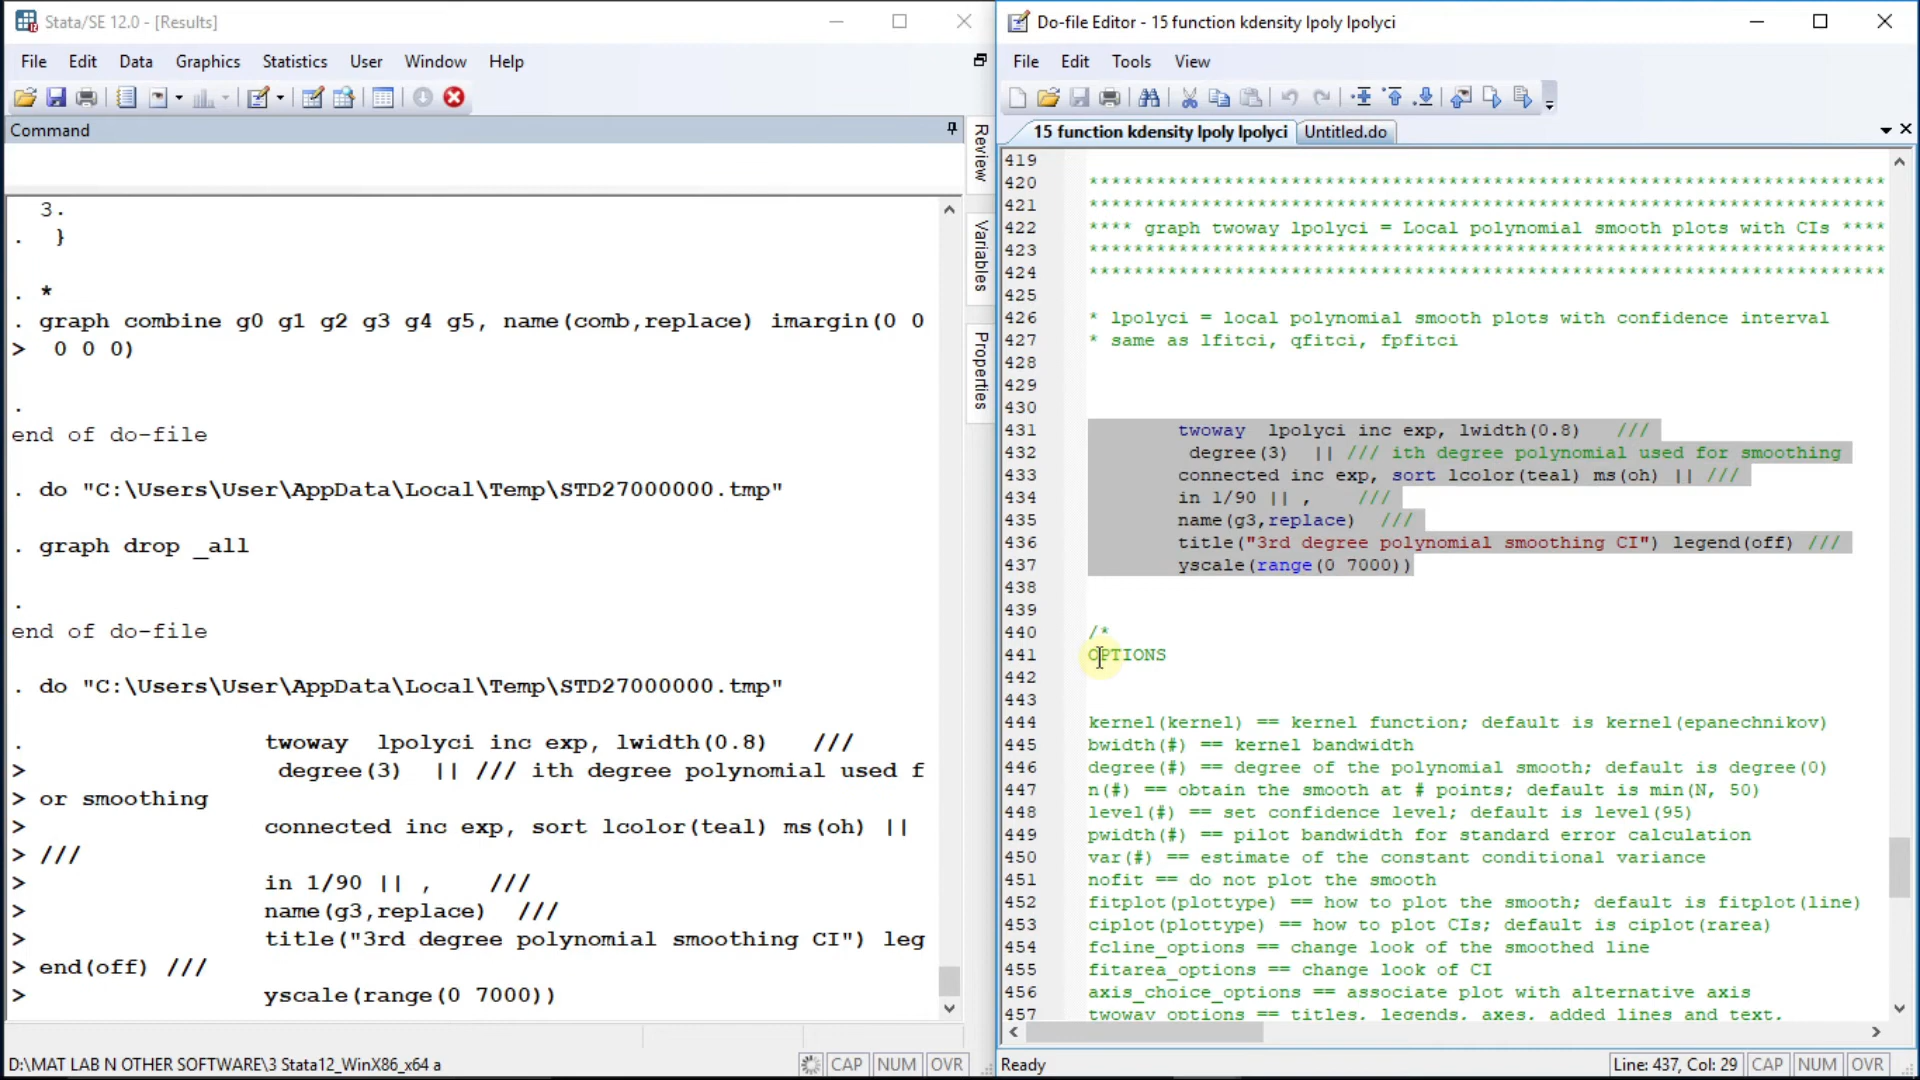 Stata/SE 12.0 - [Results]
File Edit Data Graphics Statistics User Window Help
Command
Review
Variables
Properties
3.
. }
. *
. graph combine g0 g1 g2 g3 g4 g5, name(comb,replace) imargin(0 0
> 0 0 0)
.
end of do-file
. do "C:\Users\User\AppData\Local\Temp\STD27000000.tmp"
. graph drop _all
.
end of do-file
. do "C:\Users\User\AppData\Local\Temp\STD27000000.tmp"
. twoway lpolyci inc exp, lwidth(0.8) ///
> degree(3) || /// ith degree polynomial used f
> or smoothing
> connected inc exp, sort lcolor(teal) ms(oh) ||
> ///
> in 1/90 || , ///
> name(g3,replace) ///
> title("3rd degree polynomial smoothing CI") leg
> end(off) ///
> yscale(range(0 7000))
D:\MAT LAB N OTHER SOFTWARE\3 Stata12_WinX86_x64 a
CAP NUM OVR
Do-file Editor - 15 function kdensity lpoly lpolyci
File Edit Tools View
15 function kdensity lpoly lpolyci Untitled.do
419
420 ***********************************************************************
421 ***********************************************************************
422 **** graph twoway lpolyci = Local polynomial smooth plots with CIs ****
423 ***********************************************************************
424 ***********************************************************************
425
426 * lpolyci = local polynomial smooth plots with confidence interval
427 * same as lfitci, qfitci, fpfitci
428
429
430
431 twoway lpolyci inc exp, lwidth(0.8) ///
432 degree(3) || /// ith degree polynomial used for smoothing
433 connected inc exp, sort lcolor(teal) ms(oh) || ///
434 in 1/90 || , ///
435 name(g3,replace) ///
436 title("3rd degree polynomial smoothing CI") legend(off) ///
437 yscale(range(0 7000))
438
439
440 /*
441 OPTIONS
442
443
444 kernel(kernel) == kernel function; default is kernel(epanechnikov)
445 bwidth(#) == kernel bandwidth
446 degree(#) == degree of the polynomial smooth; default is degree(0)
447 n(#) == obtain the smooth at # points; default is min(N, 50)
448 level(#) == set confidence level; default is level(95)
449 pwidth(#) == pilot bandwidth for standard error calculation
450 var(#) == estimate of the constant conditional variance
451 nofit == do not plot the smooth
452 fitplot(plottype) == how to plot the smooth; default is fitplot(line)
453 ciplot(plottype) == how to plot CIs; default is ciplot(rarea)
454 fcline_options == change look of the smoothed line
455 fitarea_options == change look of CI
456 axis_choice_options == associate plot with alternative axis
457 twoway options == titles, legends, axes, added lines and text,
Ready
Line: 437, Col: 29 CAP NUM OVR